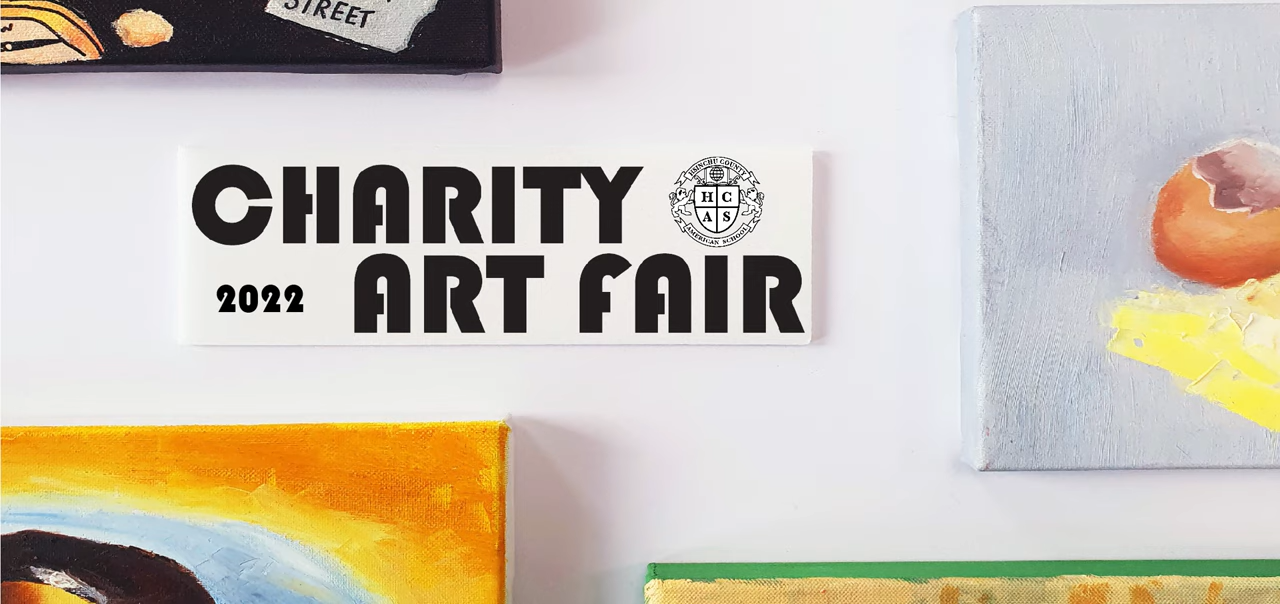 STREET
CHARITY
HSINCHU COUNTY
H C
A S
AMERICAN SCHOOL
2022 ART FAIR